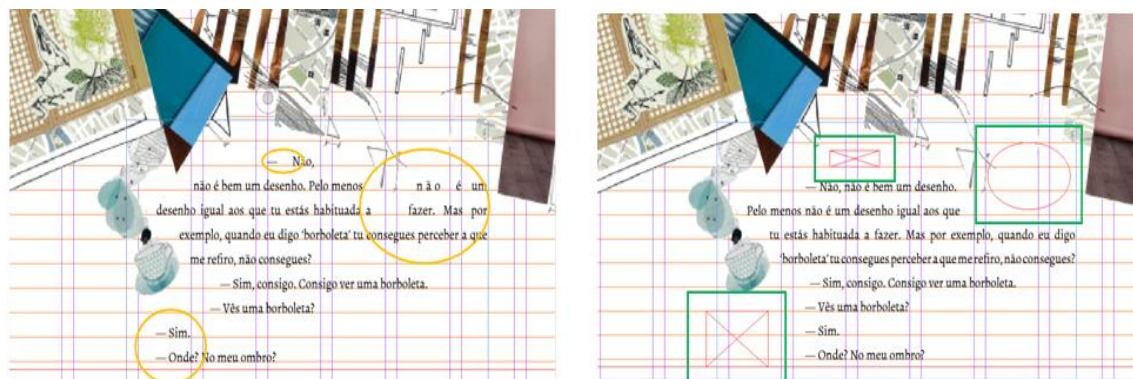 — Não,
não é bem um desenho. Pelo menos não é um
desenho igual aos que tu estás habituada a fazer. Mas por
exemplo, quando eu digo ‘borboleta’ tu consegues perceber a que
me refiro, não consegues?
— Sim, consigo. Consigo ver uma borboleta.
— Vês uma borboleta?
— Sim.
— Onde? No meu ombro?
— Não, não é bem um desenho.
Pelo menos não é um desenho igual aos que
tu estás habituada a fazer. Mas por exemplo, quando eu digo
‘borboleta’ tu consegues perceber a que me refiro, não consegues?
— Sim, consigo. Consigo ver uma borboleta.
— Vês uma borboleta?
— Sim.
— Onde? No meu ombro?